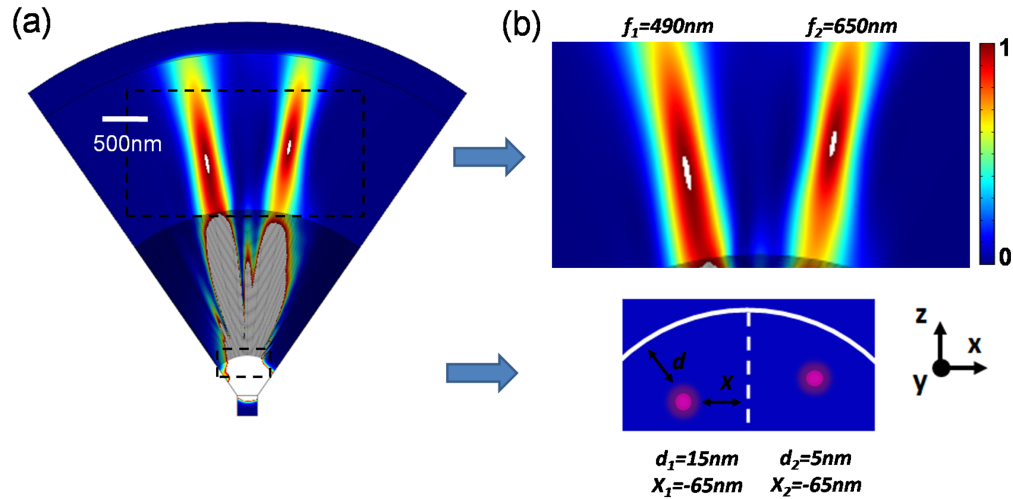 (a)
500nm
(b)
f₁=490nm f₂=650nm
1
0
d
X
d₁=15nm d₂=5nm
X₁=-65nm X₂=-65nm
z
x
y